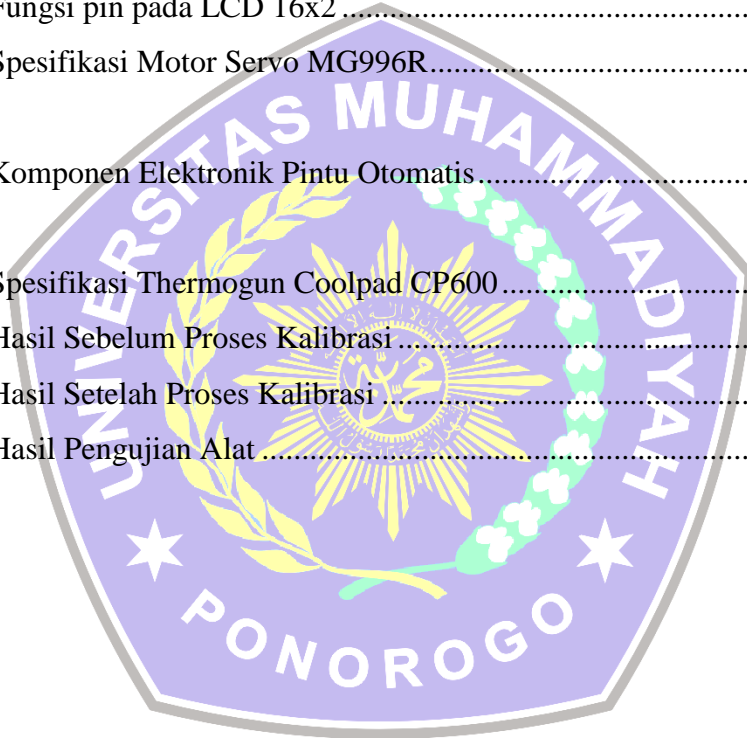 Fungsi pin pada LCD 16x2 ............................................................
Spesifikasi Motor Servo MG996R............................................
Komponen Elektronik Pintu Otomatis.....................................
Spesifikasi Thermogun Coolpad CP600 ..................................
Hasil Sebelum Proses Kalibrasi ................................................
Hasil Setelah Proses Kalibrasi ..................................................
Hasil Pengujian Alat ..................................................................
UNIVERSITAS MUHAMMADIYAH
PONOROGO
محمدية